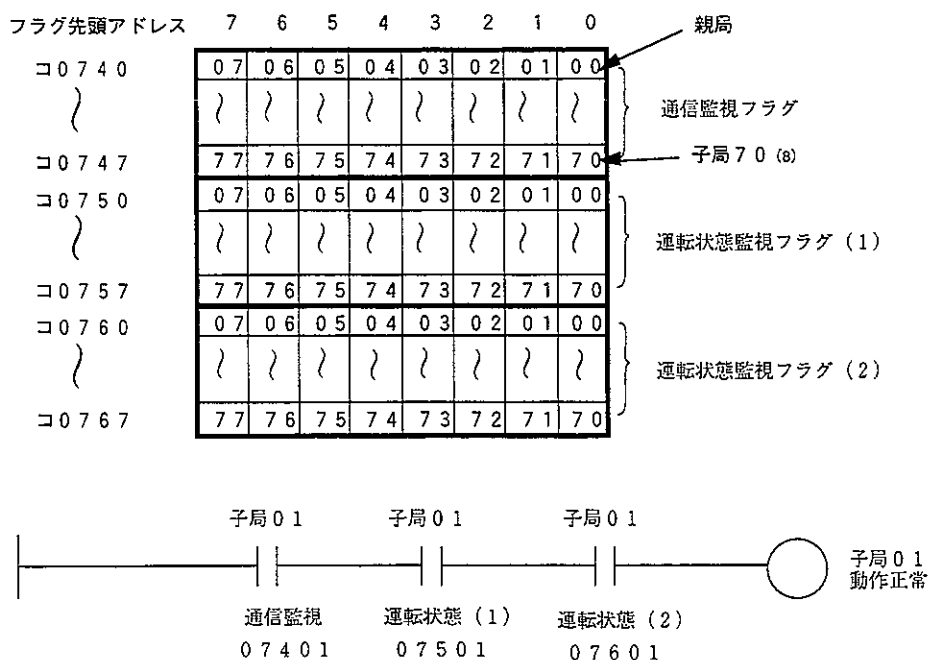 フラグ先頭アドレス 7 6 5 4 3 2 1 0
親局
コ0740 07 06 05 04 03 02 01 00
通信監視フラグ
コ0747 77 76 75 74 73 72 71 70
子局70(8)
コ0750 07 06 05 04 03 02 01 00
運転状態監視フラグ(1)
コ0757 77 76 75 74 73 72 71 70
コ0760 07 06 05 04 03 02 01 00
運転状態監視フラグ(2)
コ0767 77 76 75 74 73 72 71 70
子局01 子局01 子局01
子局01
動作正常
通信監視 運転状態(1) 運転状態(2)
07401 07501 07601